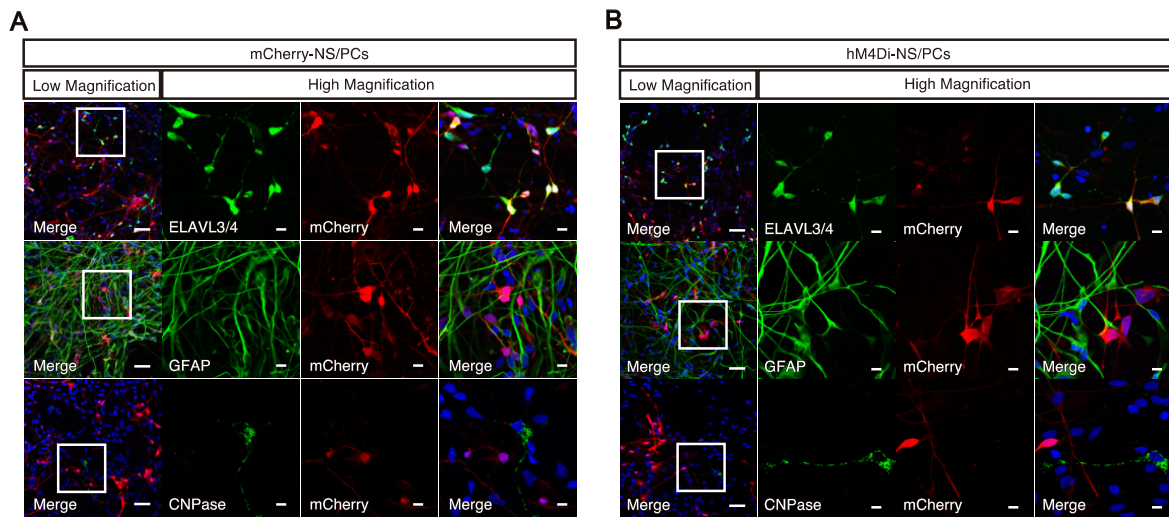 A
mCherry-NS/PCs
Low Magnification
High Magnification
Merge
ELAVL3/4
mCherry
Merge
Merge
GFAP
mCherry
Merge
Merge
CNPase
mCherry
Merge
B
hM4Di-NS/PCs
Low Magnification
High Magnification
Merge
ELAVL3/4
mCherry
Merge
Merge
GFAP
mCherry
Merge
Merge
CNPase
mCherry
Merge